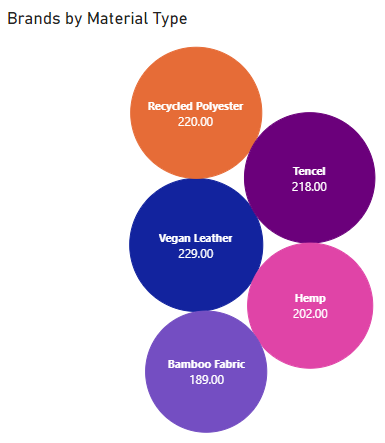 Brands by Material Type
Recycled Polyester
220.00
Tencel
218.00
Vegan Leather
229.00
Hemp
202.00
Bamboo Fabric
189.00